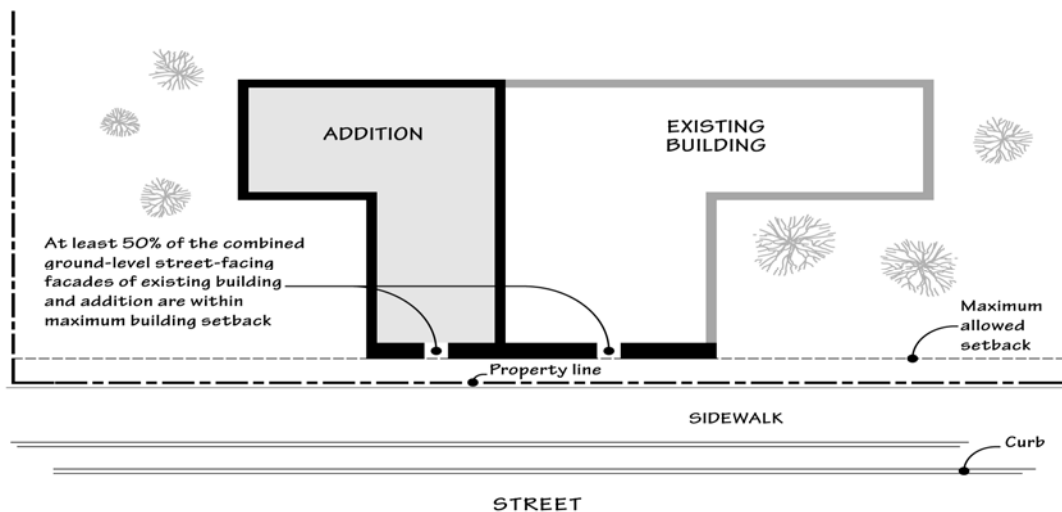 ADDITION
EXISTING
BUILDING
At least 50% of the combined
ground-level street-facing
facades of existing building
and addition are within
maximum building setback
Maximum
allowed
setback
Property line
SIDEWALK
Curb
STREET